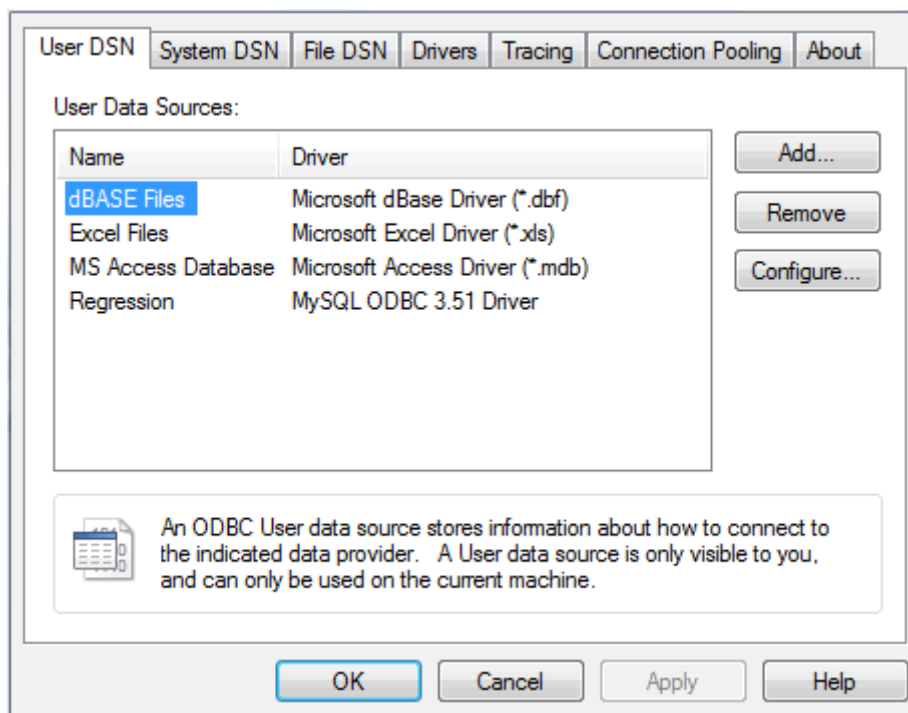 User DSN System DSN File DSN Drivers Tracing Connection Pooling About
User Data Sources:
Name Driver
dBASE Files Microsoft dBase Driver (*.dbf)
Excel Files Microsoft Excel Driver (*.xls)
MS Access Database Microsoft Access Driver (*.mdb)
Regression MySQL ODBC 3.51 Driver
Add...
Remove
Configure...
An ODBC User data source stores information about how to connect to
the indicated data provider. A User data source is only visible to you,
and can only be used on the current machine.
OK Cancel Apply Help